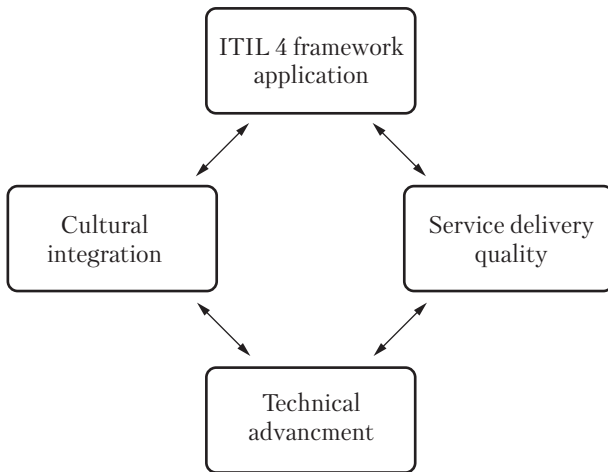 ITIL 4 framework
application
Cultural
integration
Service delivery
quality
Technical
advancment